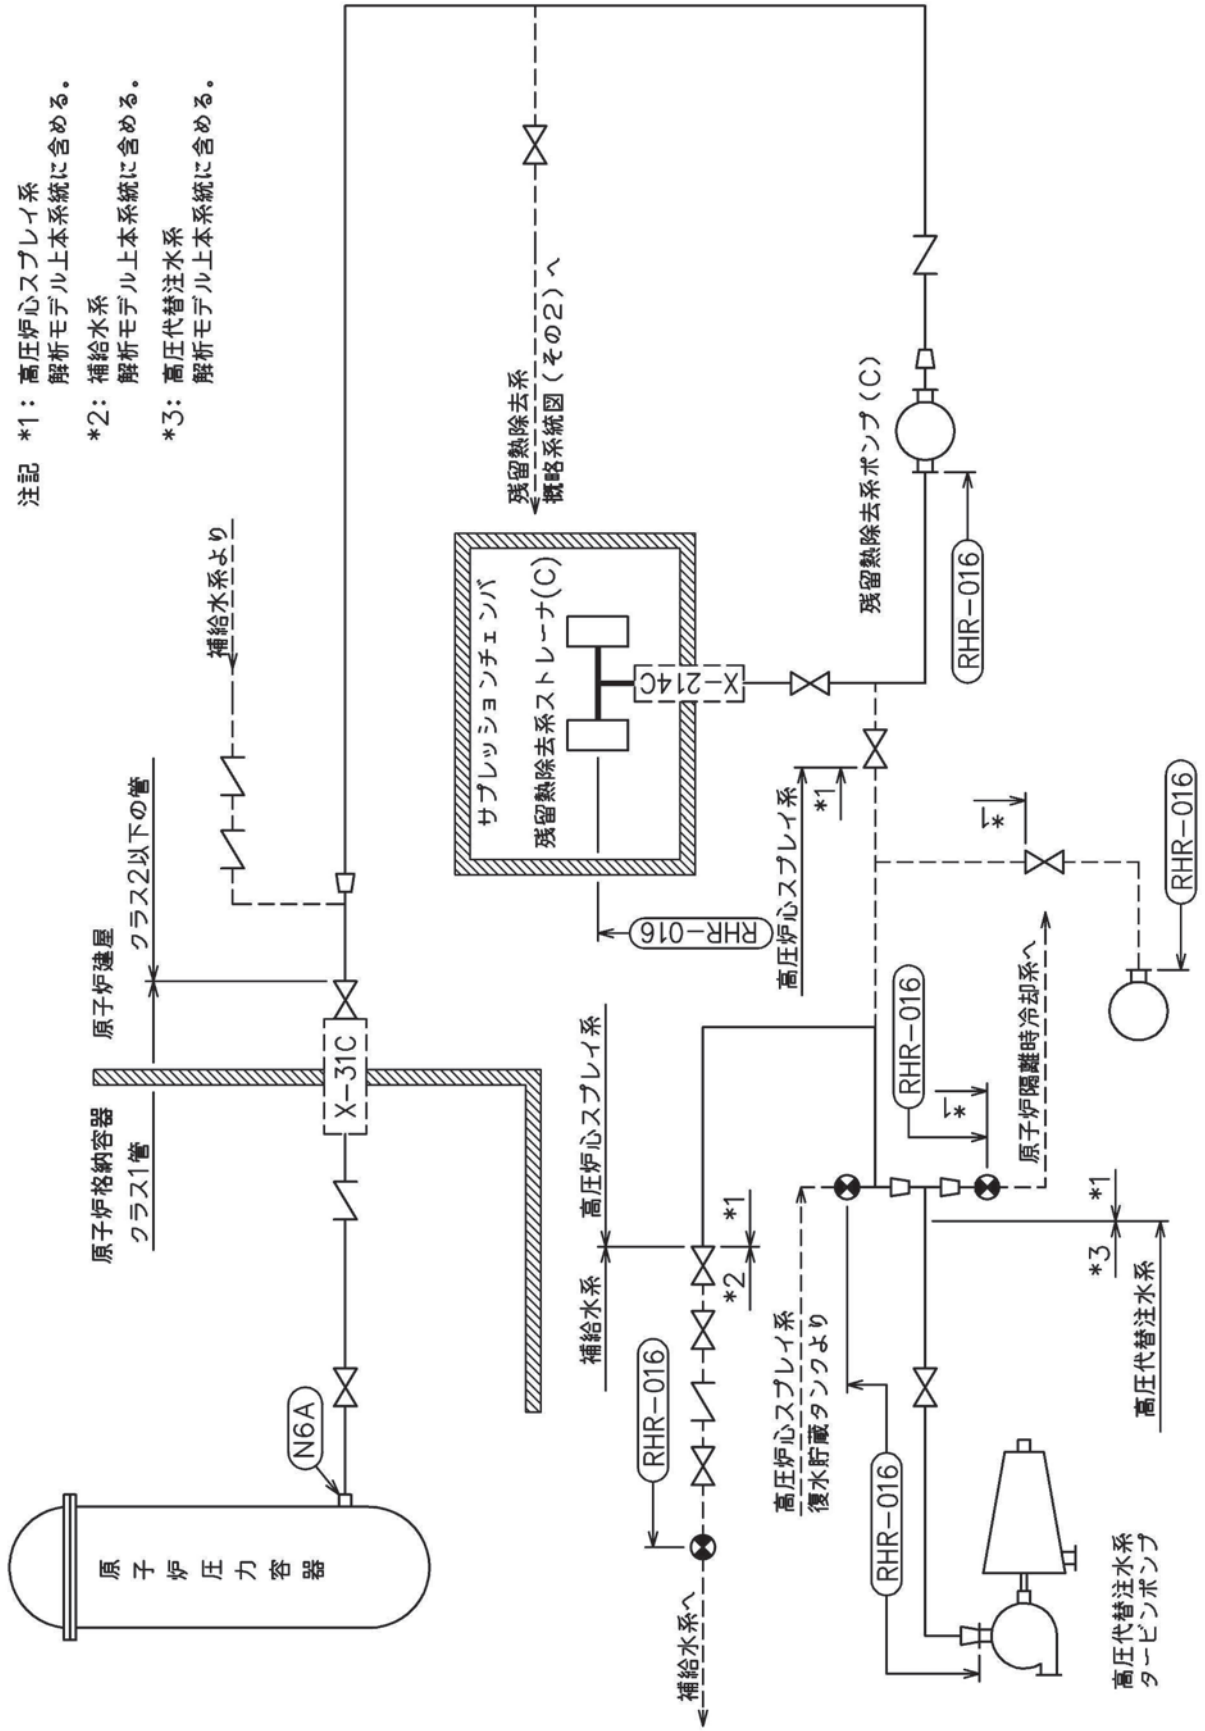 注記 *1：高圧炉心スプレイ系
解析モデル上本系統に含める。
*2：補給水系
解析モデル上本系統に含める。
*3：高圧代替注水系
解析モデル上本系統に含める。
原子炉圧力容器
N6A
原子炉格納容器
原子炉建屋
クラス1管
クラス2以下の管
X-31C
補給水系より
残留熱除去系
概略系統図（その2）へ
サプレッションチェンバ
残留熱除去系ストレーナ(C)
X-214C
RHR-016
残留熱除去系ポンプ(C)
RHR-016
高圧炉心スプレイ系
*1
*1
RHR-016
補給水系
高圧炉心スプレイ系
*2
*1
RHR-016
補給水系へ
高圧炉心スプレイ系
復水貯蔵タンクより
RHR-016
*1
原子炉隔離時冷却系へ
*3
*1
高圧代替注水系
RHR-016
高圧代替注水系
タービンポンプ